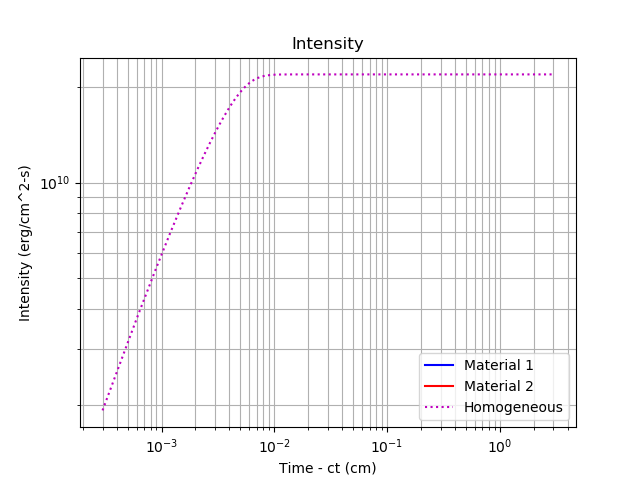 Intensity
Intensity (erg/cm^2-s)
10^10
Material 1
Material 2
Homogeneous
10^-3
10^-2
10^-1
10^0
Time - ct (cm)